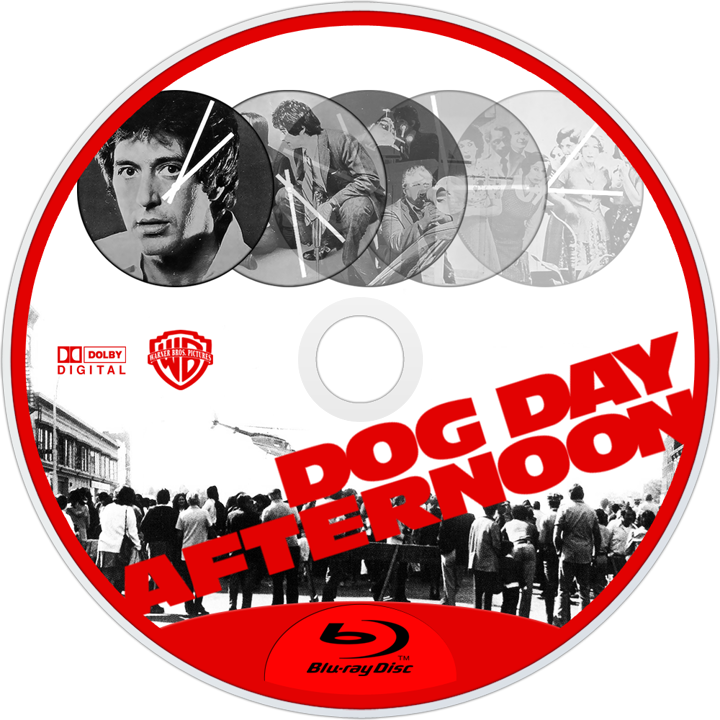 DOLBY
DIGITAL
WARNER BROS. PICTURES
WB
DOG DAY
AFTERNOON
Blu-ray Disc
TM